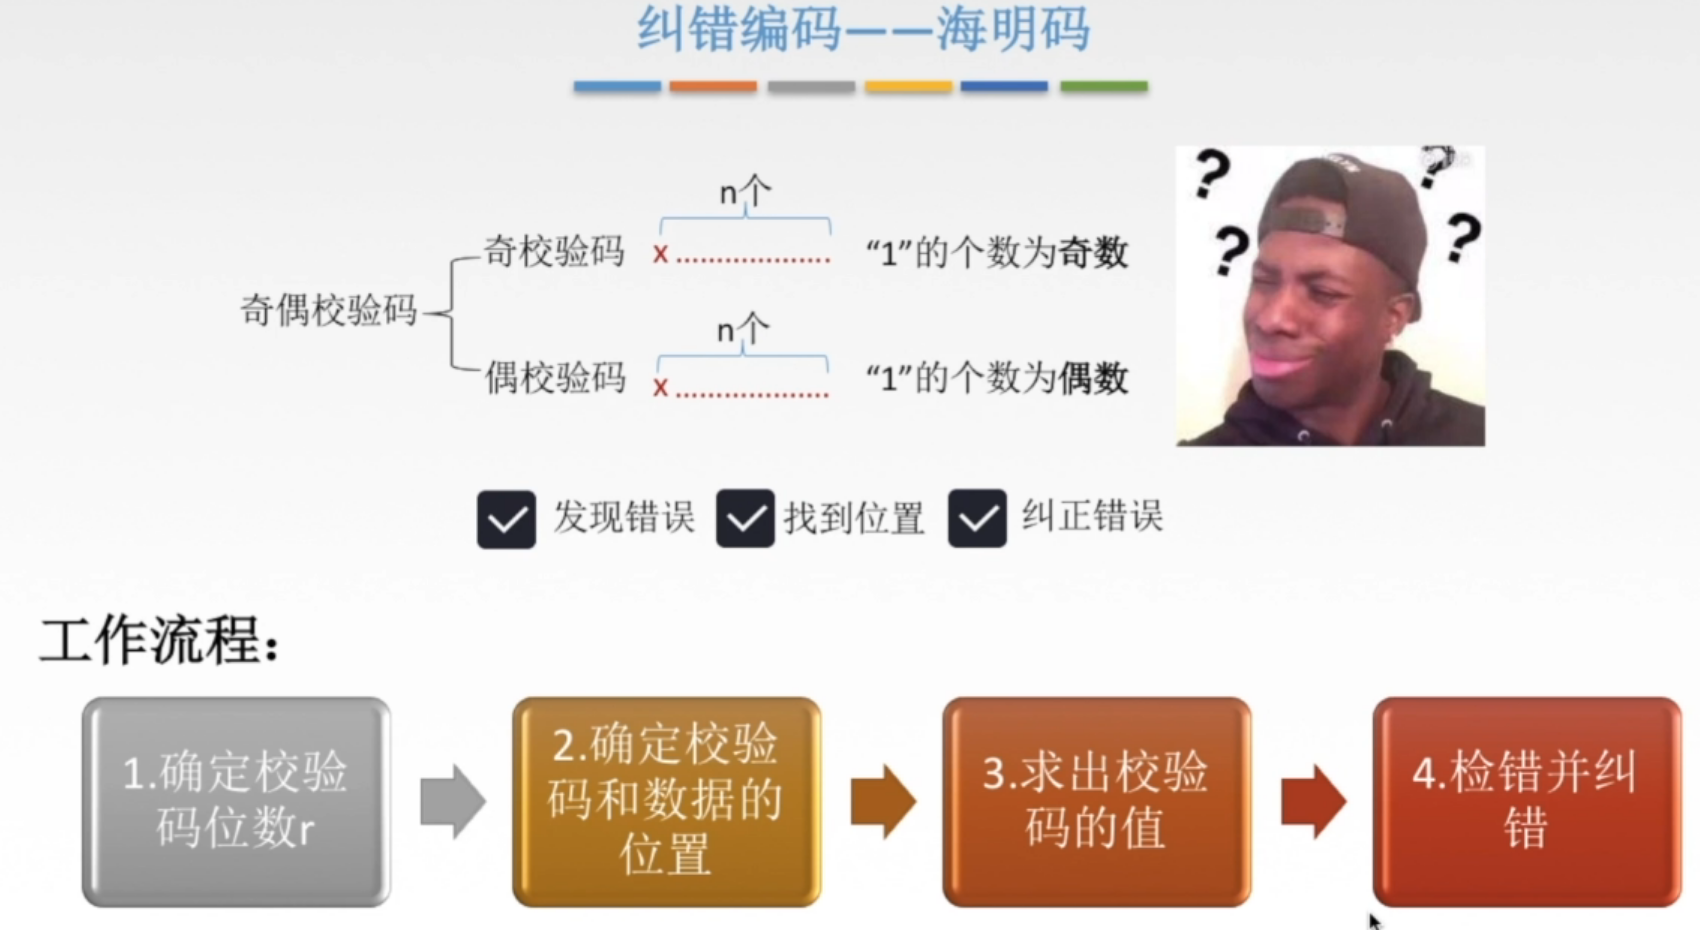 纠错编码——海明码
n个
奇校验码 x ...................  “1”的个数为奇数
奇偶校验码
n个
偶校验码 x ...................  “1”的个数为偶数
? ? ? ?
发现错误 找到位置 纠正错误
工作流程:
1.确定校验
码位数r
2.确定校验
码和数据的
位置
3.求出校验
码的值
4.检错并纠
错